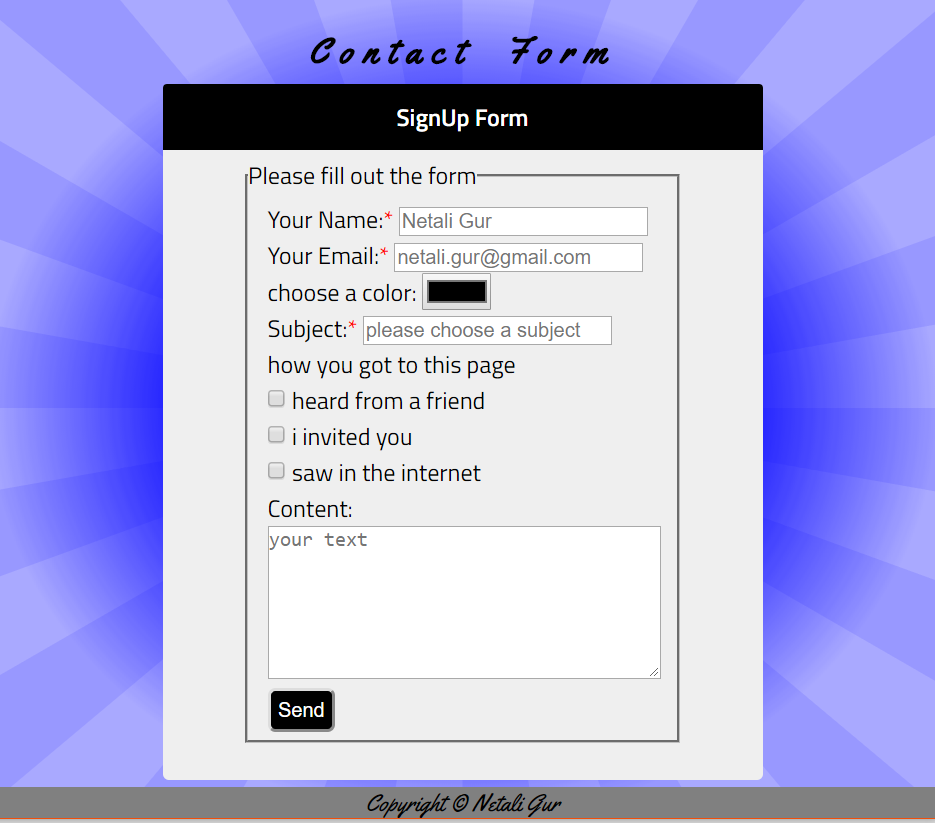 Contact Form
SignUp Form
Please fill out the form
Your Name:* Netali Gur
Your Email:* netali.gur@gmail.com
choose a color:
Subject:* please choose a subject
how you got to this page
heard from a friend
i invited you
saw in the internet
Content:
your text
Send
Copyright © Netali Gur